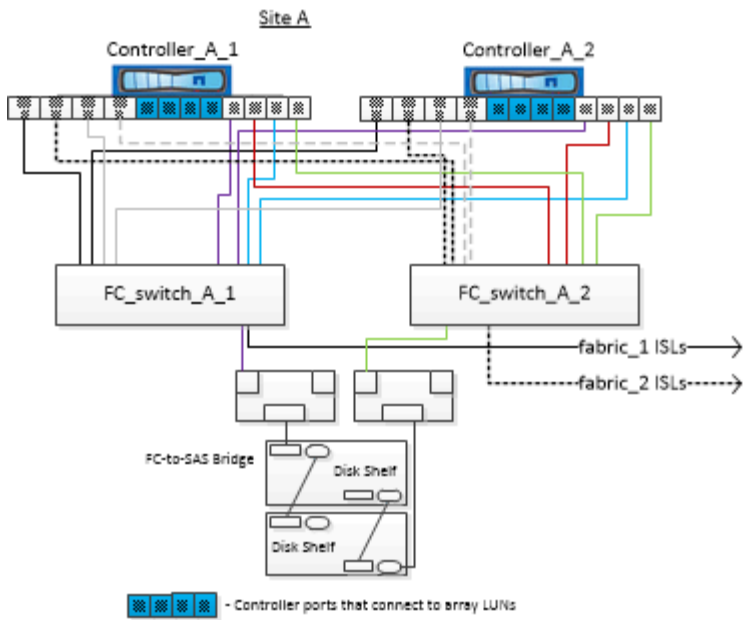 Site A
Controller_A_1
Controller_A_2
FC_switch_A_1
FC_switch_A_2
fabric_1 ISLs
fabric_2 ISLs
FC-to-SAS Bridge
Disk Shelf
Disk Shelf
- Controller ports that connect to array LUNs